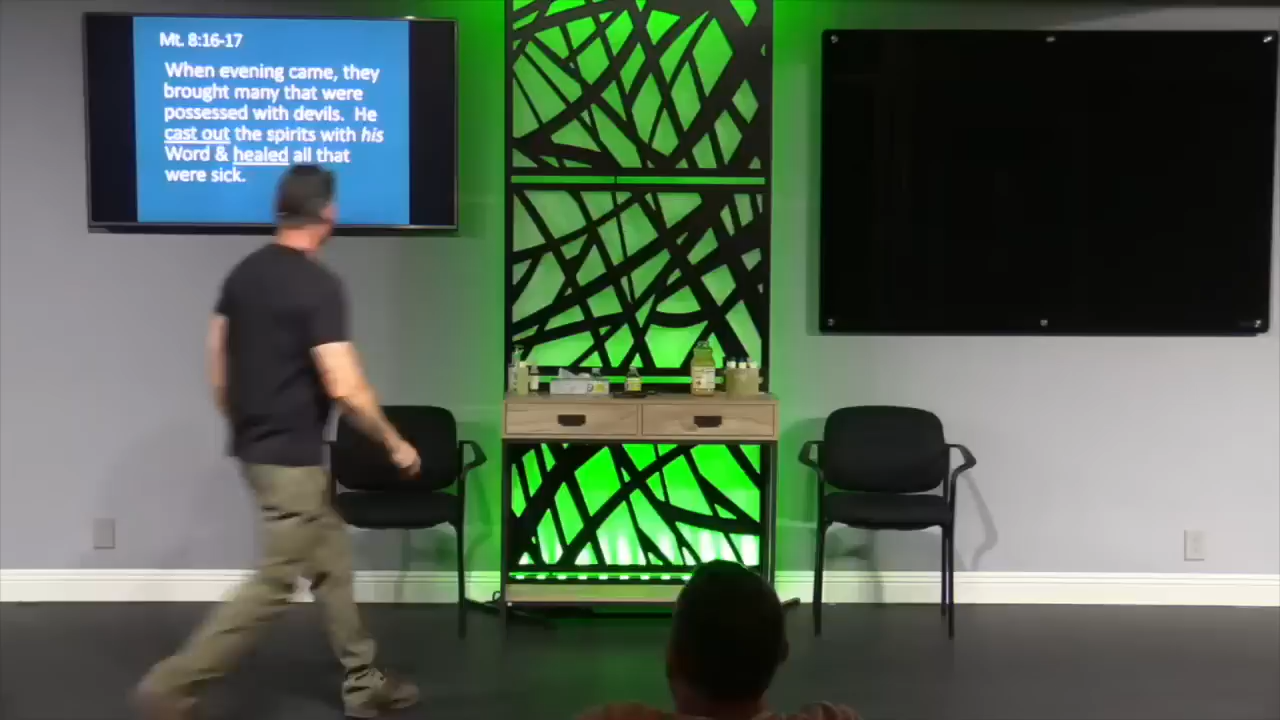 Mt. 8:16-17
When evening came, they
brought many that were
possessed with devils. He
cast out the spirits with his
Word & healed all that
were sick.